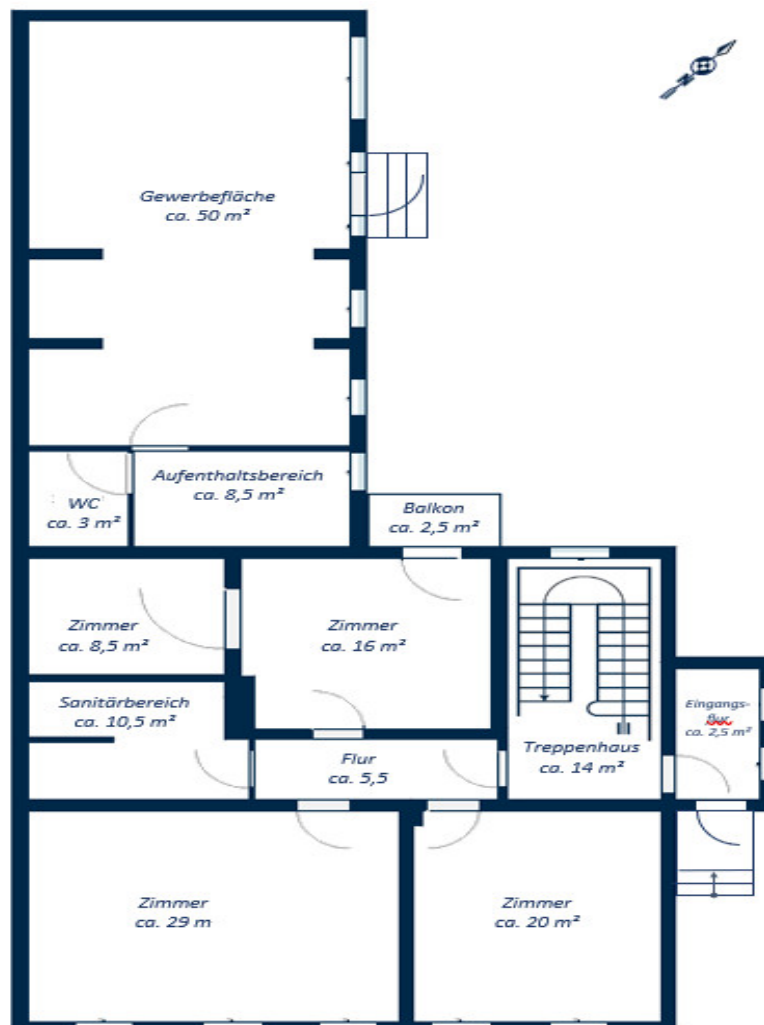 Gewerbefläche
ca. 50 m²
Aufenthaltsbereich
ca. 8,5 m²
WC
ca. 3 m²
Balkon
ca. 2,5 m²
Zimmer
ca. 8,5 m²
Zimmer
ca. 16 m²
Sanitärbereich
ca. 10,5 m²
Eingangs-
flur
ca. 2,5 m²
Flur
ca. 5,5
Treppenhaus
ca. 14 m²
Zimmer
ca. 29 m
Zimmer
ca. 20 m²